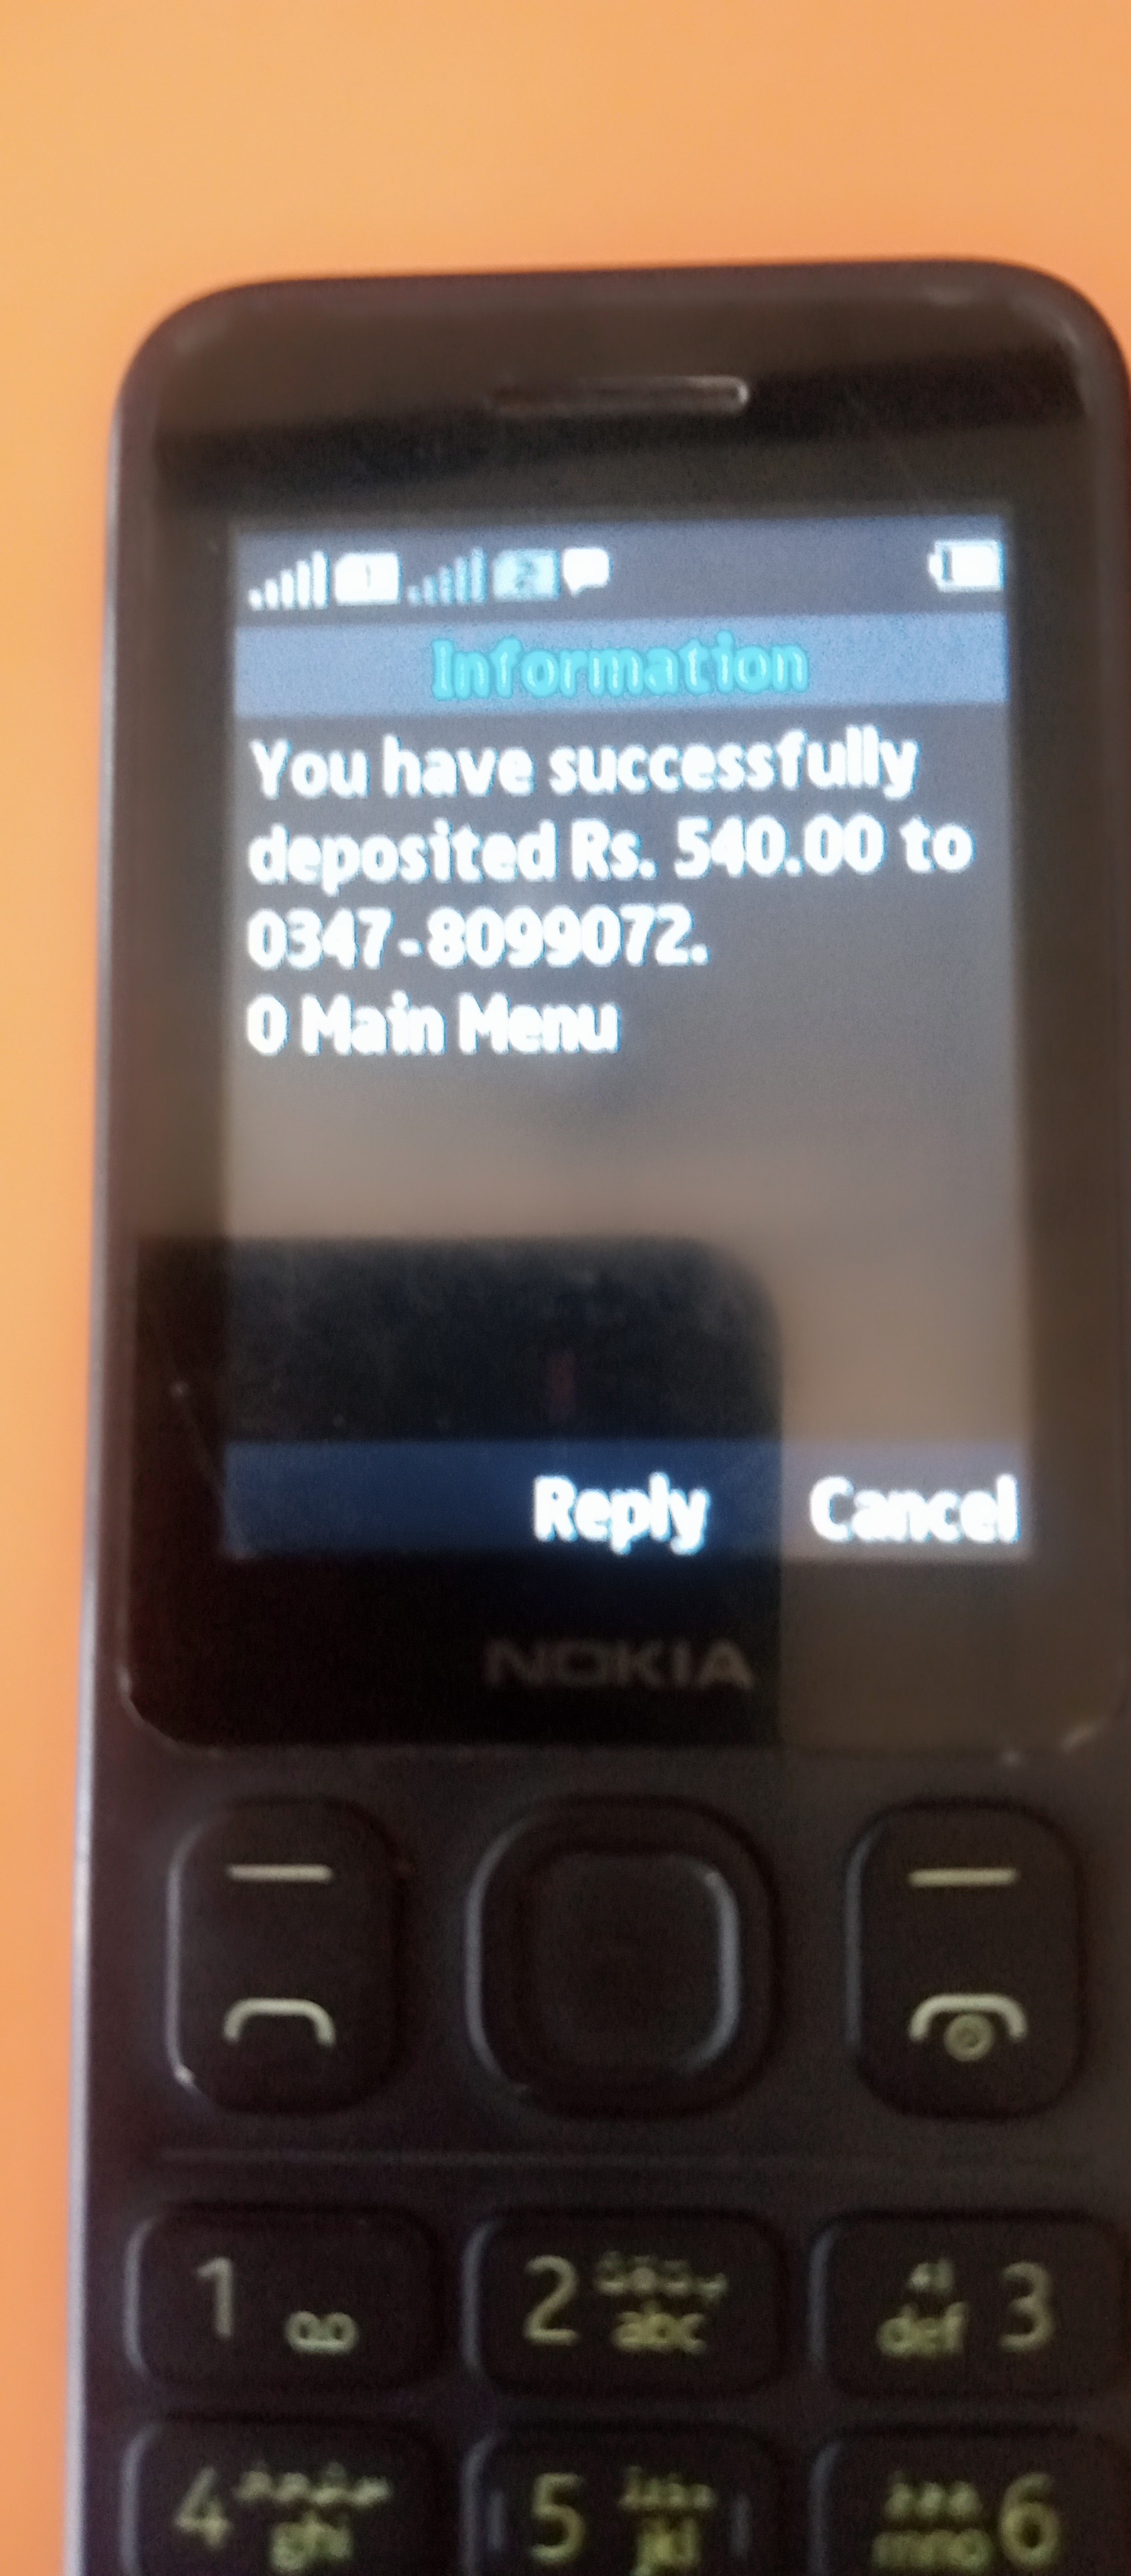 1 2
Information
You have successfully
deposited Rs. 540.00 to
0347-8099072.
0 Main Menu
Reply Cancel
NOKIA
1 2 abc def 3
4 ghi 5 jkl mno 6